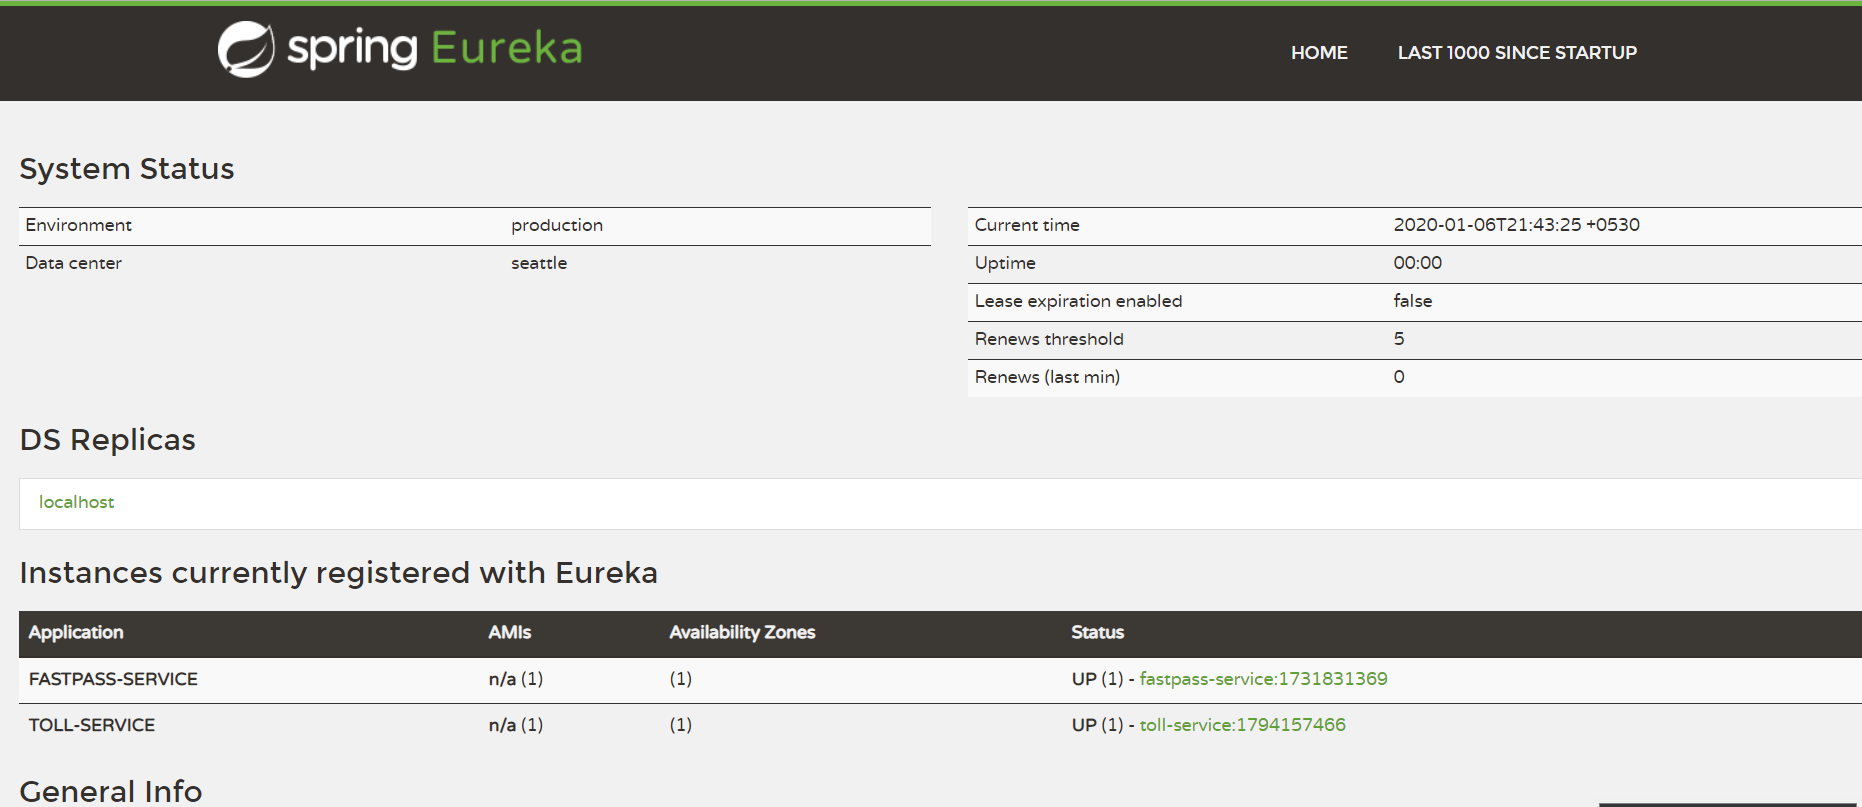 spring Eureka
HOME LAST 1000 SINCE STARTUP
System Status
Environment production
Data center seattle
Current time 2020-01-06T21:43:25 +0530
Uptime 00:00
Lease expiration enabled false
Renews threshold 5
Renews (last min) 0
DS Replicas
localhost
Instances currently registered with Eureka
Application AMIs Availability Zones Status
FASTPASS-SERVICE n/a (1) (1) UP (1) - fastpass-service:1731831369
TOLL-SERVICE n/a (1) (1) UP (1) - toll-service:1794157466
General Info